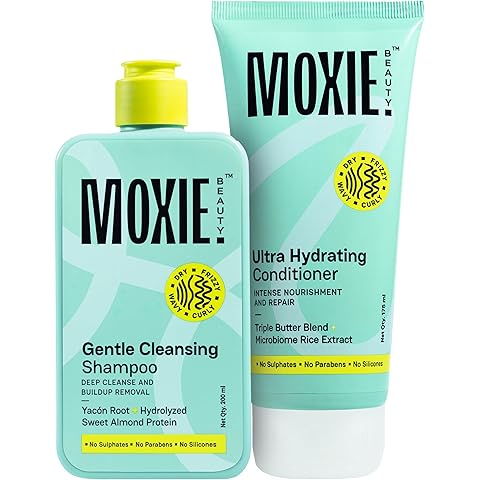 MOXIE!
BEAUTY™
DRY • FRIZZY • CURLY • WAVY •
Gentle Cleansing
Shampoo
DEEP CLEANSE AND
BUILDUP REMOVAL
Yacón Root + Hydrolyzed
Sweet Almond Protein
Net Qty. 200 ml
• No Sulphates • No Parabens • No Silicones
MOXIE!
BEAUTY™
DRY • FRIZZY • CURLY • WAVY •
Ultra Hydrating
Conditioner
INTENSE NOURISHMENT
AND REPAIR
Triple Butter Blend +
Microbiome Rice Extract
Net Qty. 175 ml
• No Sulphates • No Parabens • No Silicones